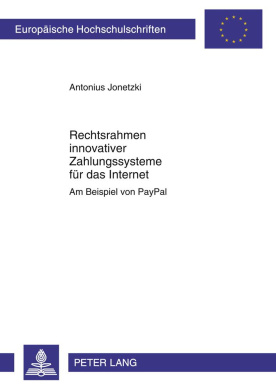 Europäische Hochschulschriften
Antonius Jonetzki
Rechtsrahmen
innovativer
Zahlungssysteme
für das Internet
Am Beispiel von PayPal
PETER LANG